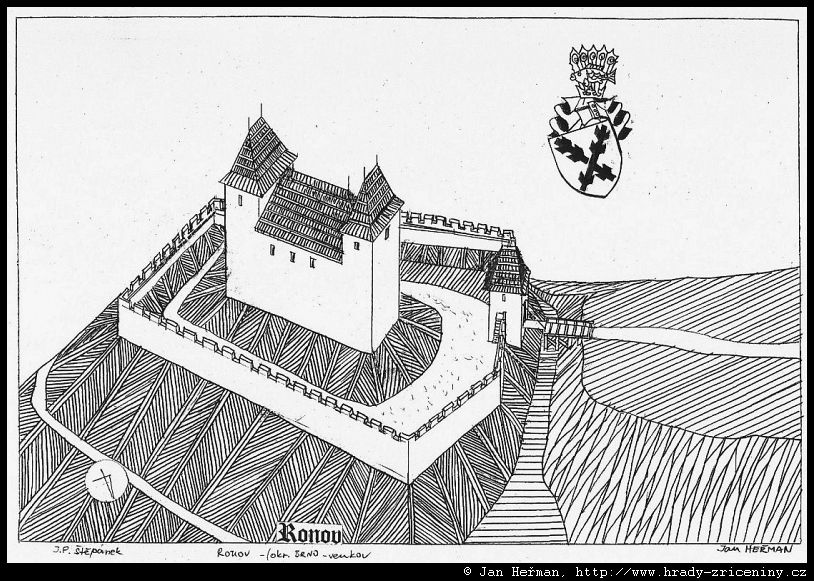 Ronov
J.P. ŠTĚPÁNEK
RONOV - (okr. BRNO - venkov
Jan HEŘMAN
© Jan Heřman, http://www.hrady-zriceniny.cz